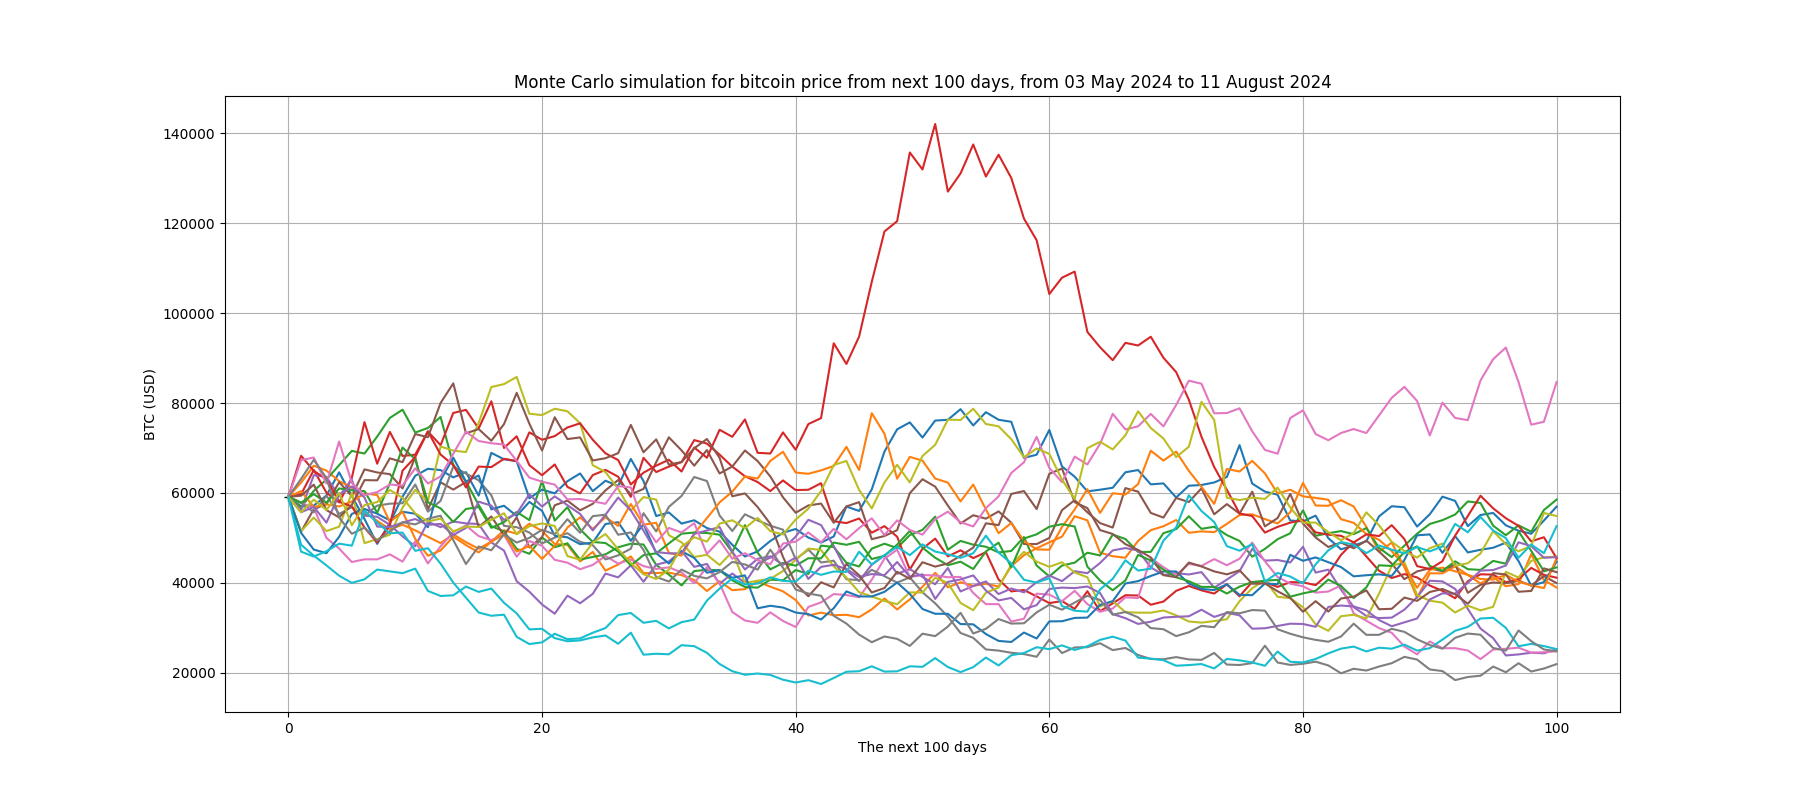 Monte Carlo simulation for bitcoin price from next 100 days, from 03 May 2024 to 11 August 2024
140000
120000
100000
80000
60000
40000
20000
BTC (USD)
0 20 40 60 80 100
The next 100 days